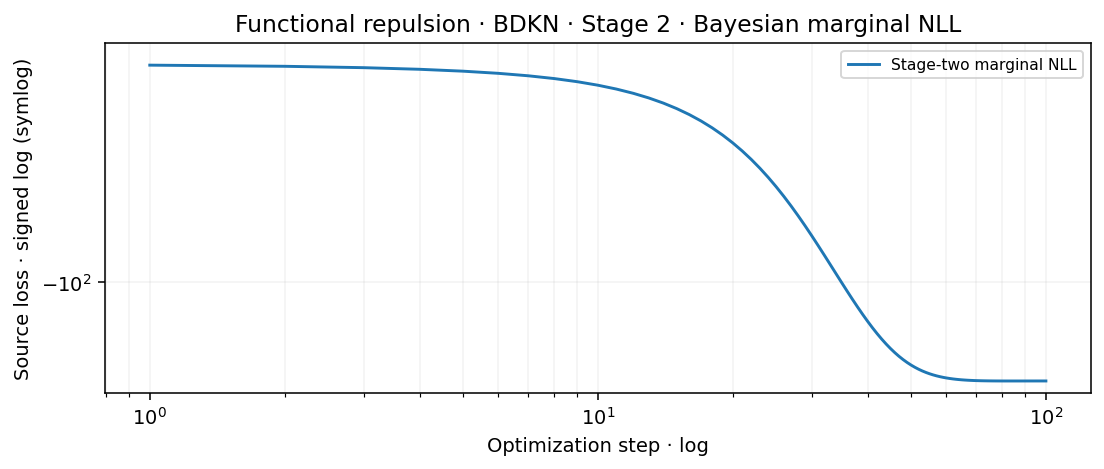 Functional repulsion · BDKN · Stage 2 · Bayesian marginal NLL
Stage-two marginal NLL
Source loss · signed log (symlog)
−10²
10⁰ 10¹ 10²
Optimization step · log